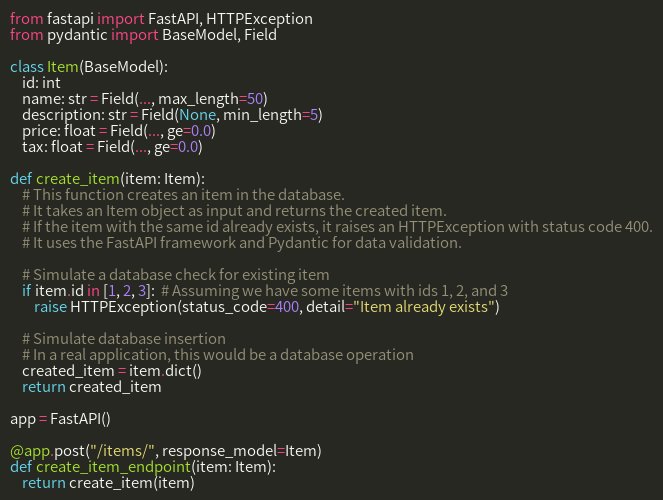 from fastapi import FastAPI, HTTPException
from pydantic import BaseModel, Field

class Item(BaseModel):
    id: int
    name: str = Field(..., max_length=50)
    description: str = Field(None, min_length=5)
    price: float = Field(..., ge=0.0)
    tax: float = Field(..., ge=0.0)

def create_item(item: Item):
    # This function creates an item in the database.
    # It takes an Item object as input and returns the created item.
    # If the item with the same id already exists, it raises an HTTPException with status code 400.
    # It uses the FastAPI framework and Pydantic for data validation.

    # Simulate a database check for existing item
    if item.id in [1, 2, 3]:  # Assuming we have some items with ids 1, 2, and 3
        raise HTTPException(status_code=400, detail="Item already exists")

    # Simulate database insertion
    # In a real application, this would be a database operation
    created_item = item.dict()
    return created_item

app = FastAPI()

@app.post("/items/", response_model=Item)
def create_item_endpoint(item: Item):
    return create_item(item)